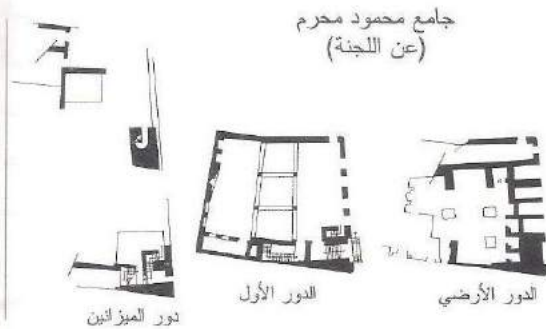 جامع محمود محرم
(عن اللجنة)
الدور الأرضي
الدور الأول
دور الميزانين